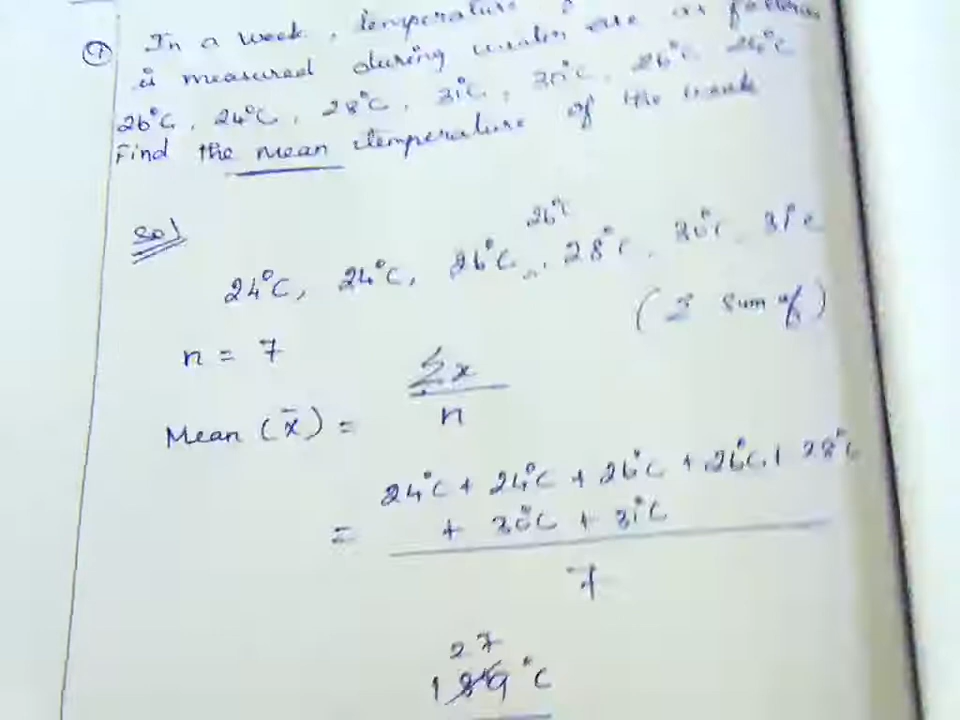 7 In a week, temperature
is measured during winter are as follows
26°C, 24°C, 28°C, 31°C, 30°C, 26°C, 24°C
Find the mean temperature of the week
Sol
26°C
24°C, 24°C, 26°C, 28°C, 30°C, 31°C
n = 7
(Σ sum of)
Mean (x̄) = Σx / n
= 24°C + 24°C + 26°C + 26°C + 28°C
+ 30°C + 31°C
7
27
189°C